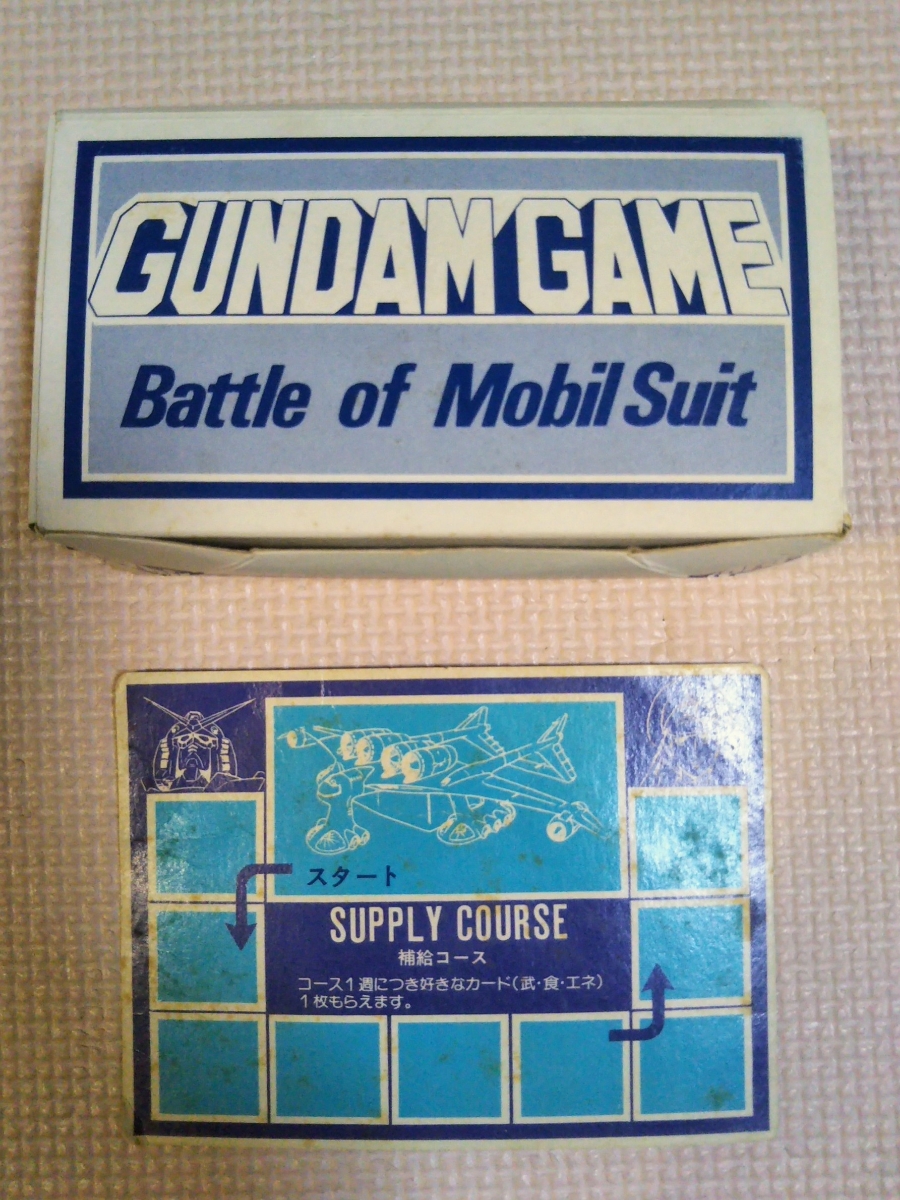 GUNDAM GAME
Battle of Mobil Suit
スタート
SUPPLY COURSE
補給コース
コース1週につき好きなカード(武・食・エネ)
1枚もらえます。